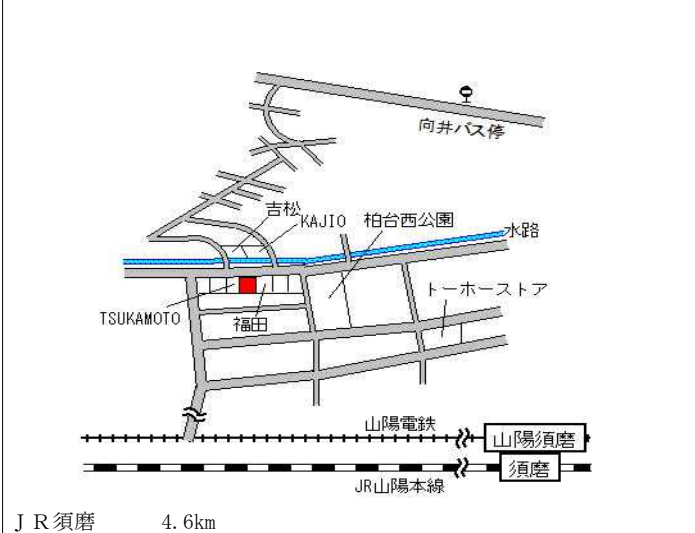 向井バス停
吉松
KAJIO
柏台西公園
水路
トーホーストア
TSUKAMOTO
福田
山陽電鉄
山陽須磨
須磨
JR山陽本線
ＪＲ須磨　　　4.6km